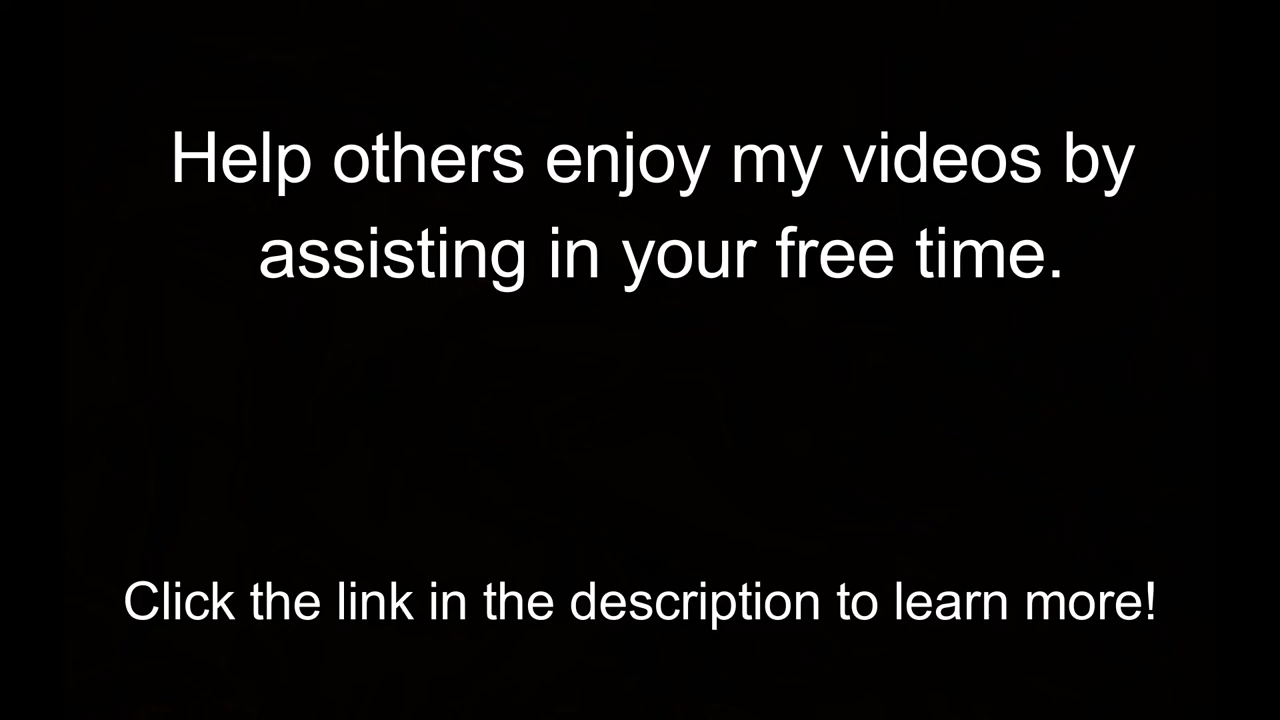 Help others enjoy my videos by
assisting in your free time.
Click the link in the description to learn more!